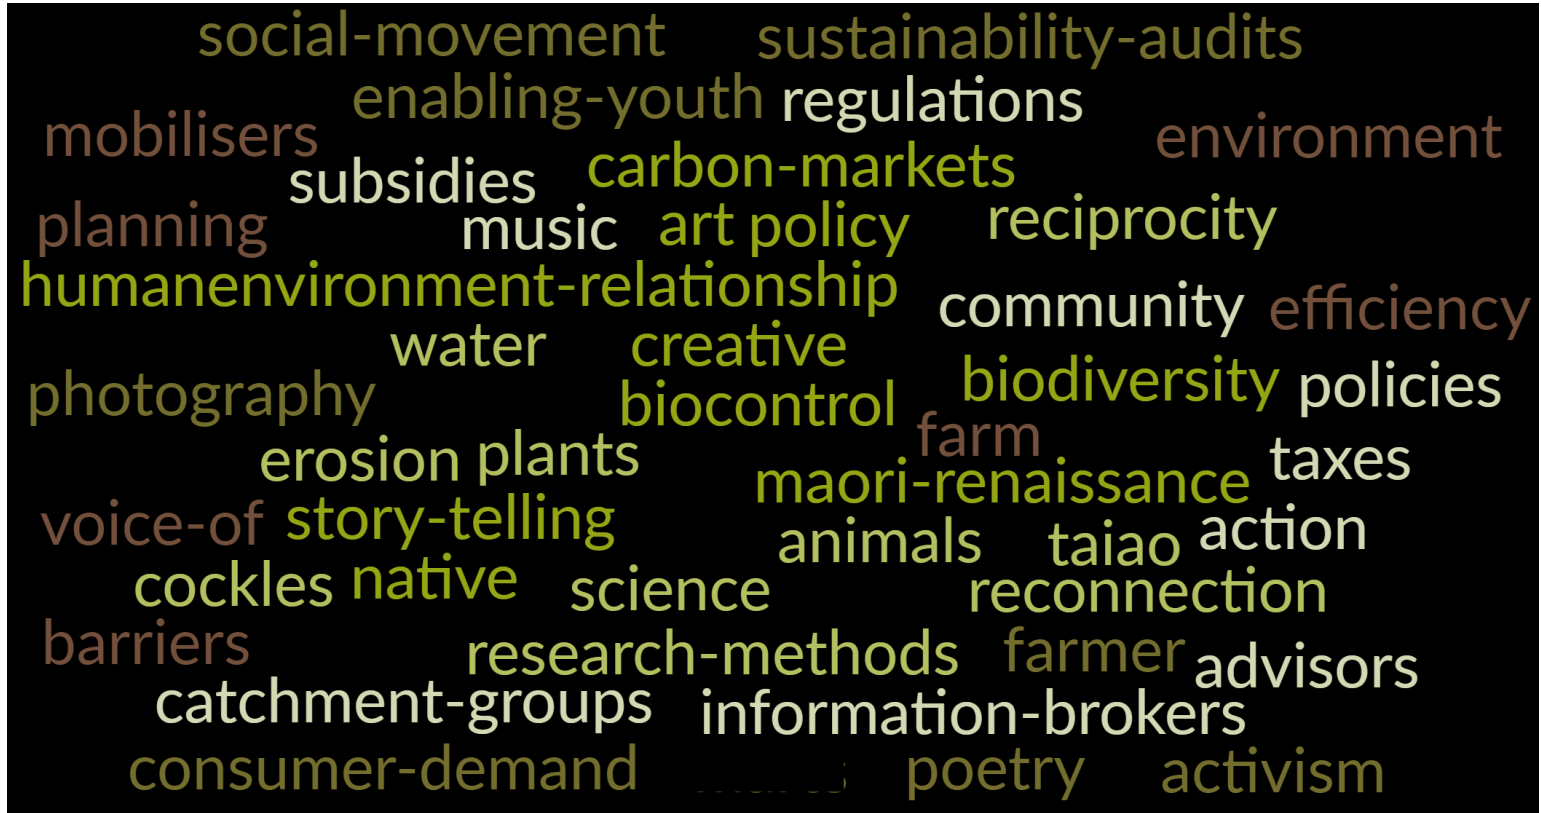 social-movement sustainability-audits
enabling-youth regulations
mobilisers environment
subsidies carbon-markets
planning music art policy reciprocity
humanenvironment-relationship community efficiency
water creative
photography biocontrol biodiversity policies
farm
erosion plants maori-renaissance taxes
voice-of story-telling animals taiao action
cockles native science reconnection
barriers research-methods farmer advisors
catchment-groups information-brokers
consumer-demand poetry activism